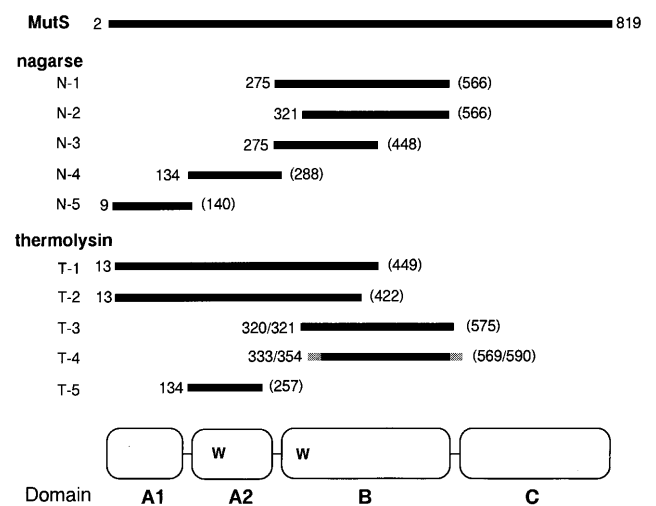 MutS 2 819
nagarse
N-1 275 (566)
N-2 321 (566)
N-3 275 (448)
N-4 134 (288)
N-5 9 (140)
thermolysin
T-1 13 (449)
T-2 13 (422)
T-3 320/321 (575)
T-4 333/354 (569/590)
T-5 134 (257)
W W
Domain A1 A2 B C